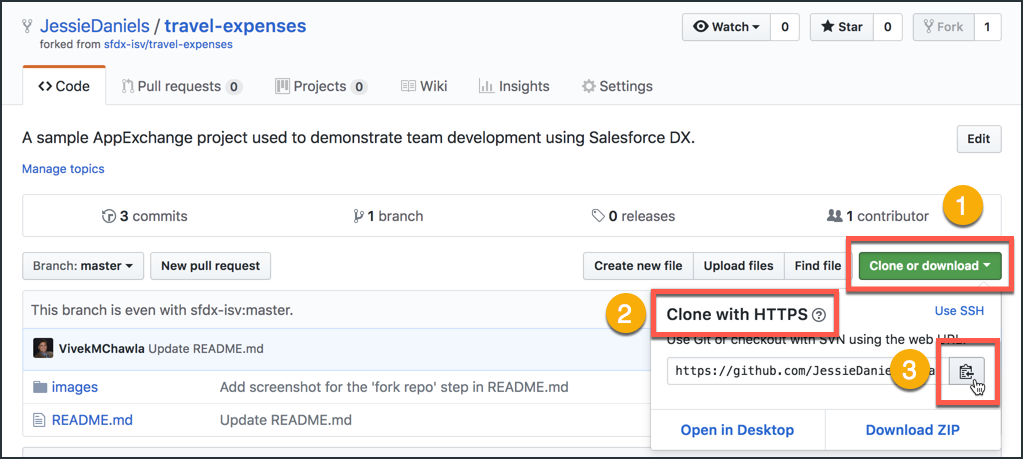 JessieDaniels / travel-expenses
forked from sfdx-isv/travel-expenses
Watch 0 Star 0 Fork 1
Code Pull requests 0 Projects 0 Wiki Insights Settings
A sample AppExchange project used to demonstrate team development using Salesforce DX.
Edit
Manage topics
1
3 commits 1 branch 0 releases 1 contributor
Branch: master New pull request Create new file Upload files Find file Clone or download
This branch is even with sfdx-isv:master.
2
Clone with HTTPS ? Use SSH
Use Git or checkout with SVN using the web URL.
VivekMChawla Update README.md
3
https://github.com/JessieDanie
images Add screenshot for the 'fork repo' step in README.md
README.md Update README.md
Open in Desktop Download ZIP